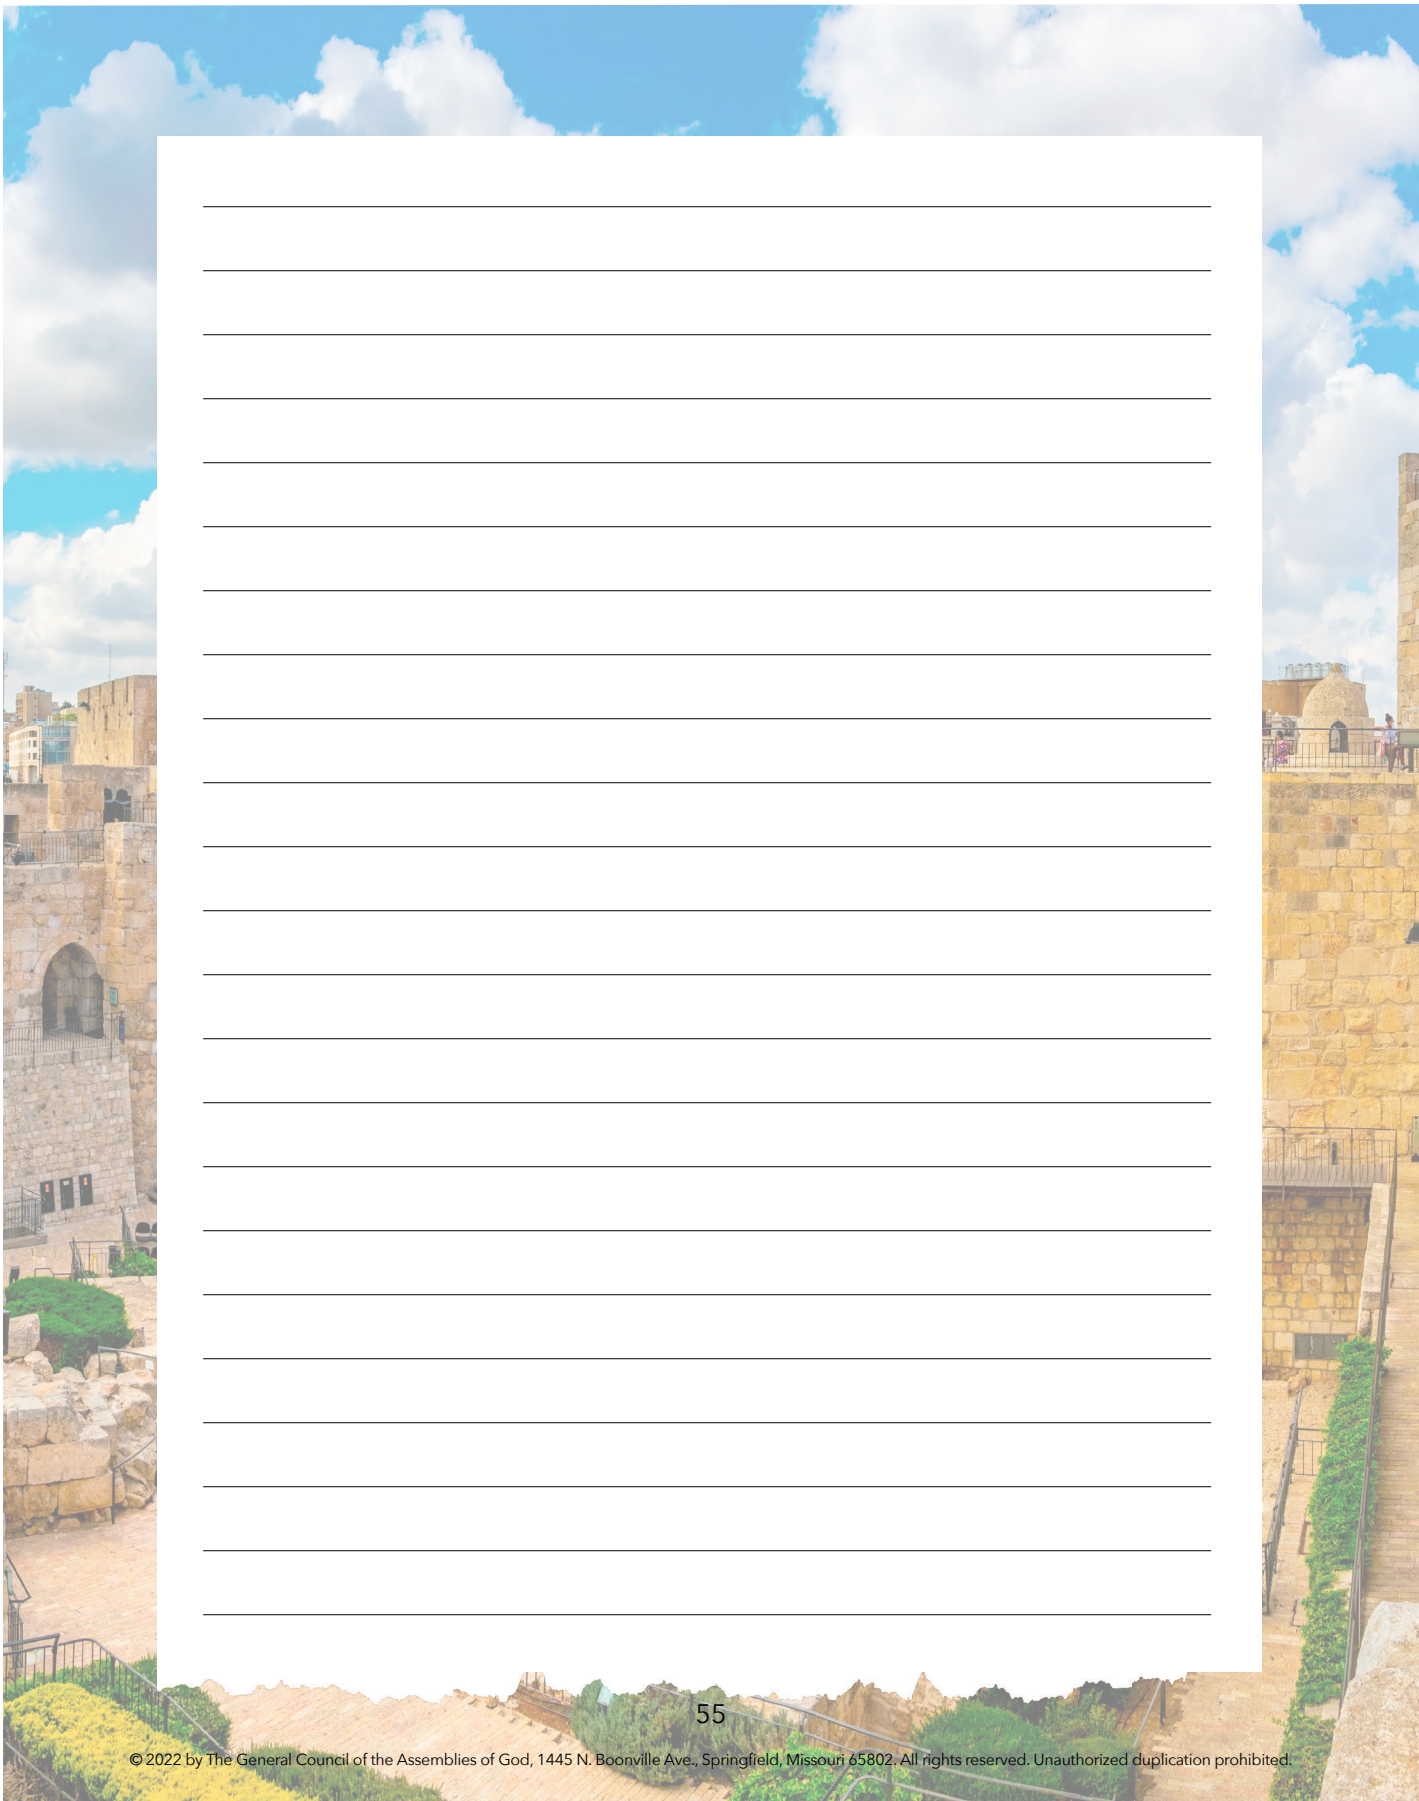 55
© 2022 by The General Council of the Assemblies of God, 1445 N. Boonville Ave., Springfield, Missouri 65802. All rights reserved. Unauthorized duplication prohibited.